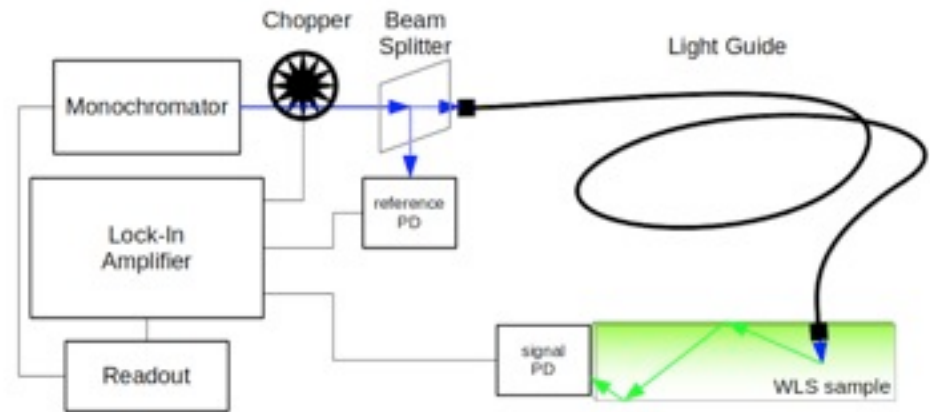 Chopper
Beam
Splitter
Light Guide
Monochromator
reference
PD
Lock-In
Amplifier
signal
PD
WLS sample
Readout